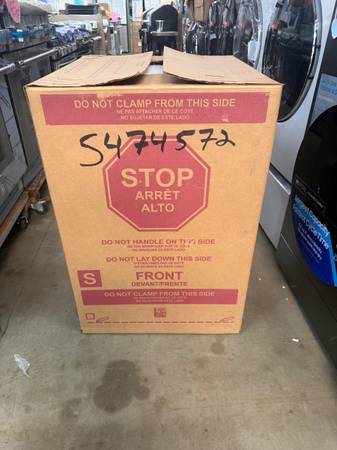 DO NOT CLAMP FROM THIS SIDE
NE PAS ATTACHER DE CE COTE
NO SUJETAR DE ESTE LADO
S474572
STOP
ARRÊT
ALTO
DO NOT HANDLE ON THIS SIDE
DO NOT LAY DOWN THIS SIDE
S
FRONT
DEVANT/FRENTE
DO NOT CLAMP FROM THIS SIDE